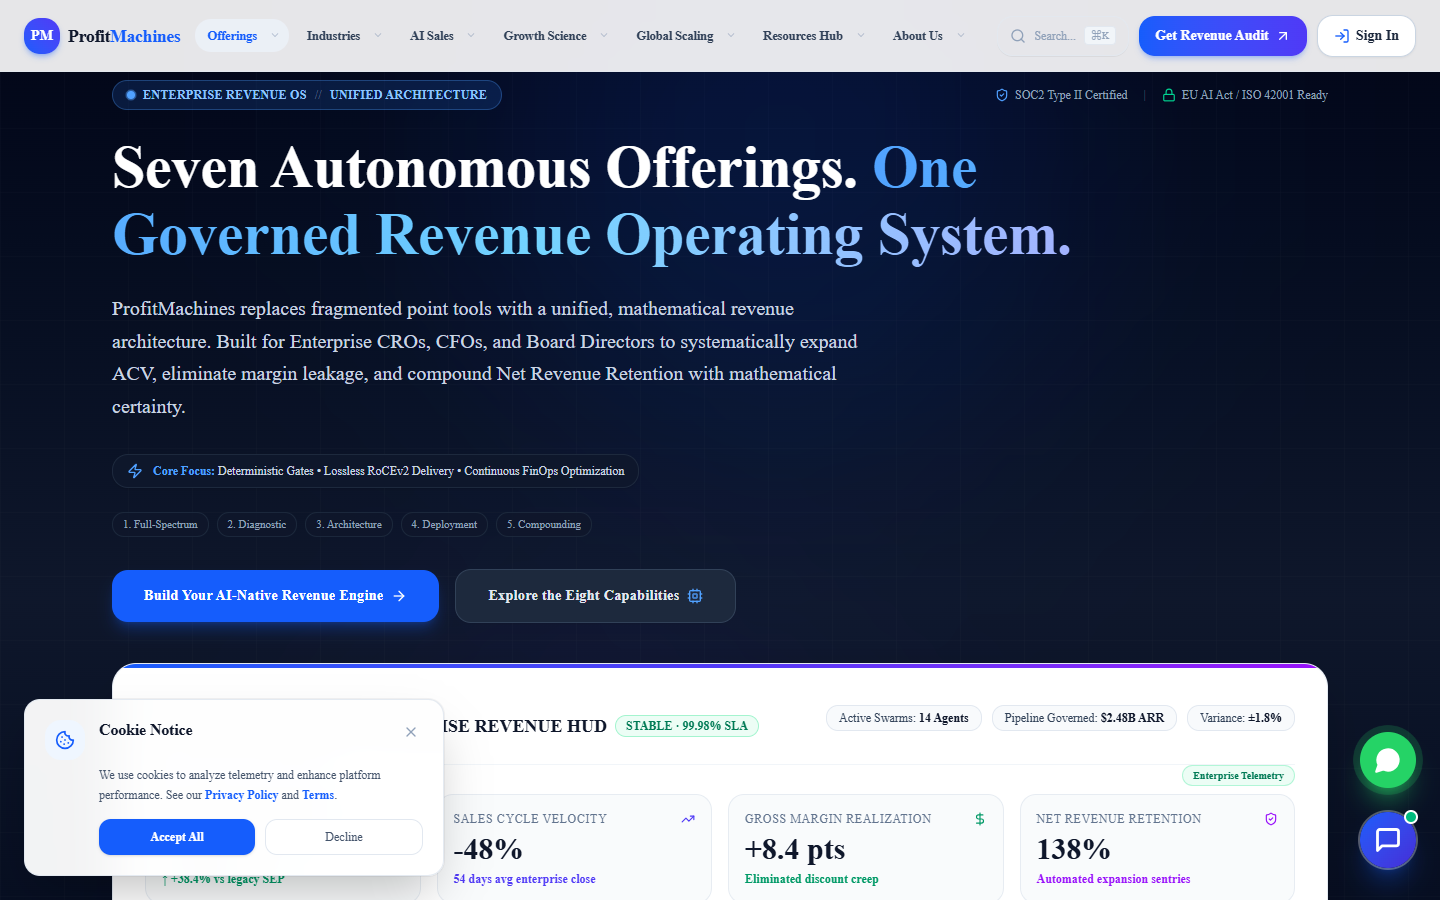 PM ProfitMachines Offerings Industries AI Sales Growth Science Global Scaling Resources Hub About Us Search... ⌘K Get Revenue Audit Sign In
ENTERPRISE REVENUE OS // UNIFIED ARCHITECTURE
SOC2 Type II Certified | EU AI Act / ISO 42001 Ready
Seven Autonomous Offerings. One
Governed Revenue Operating System.
ProfitMachines replaces fragmented point tools with a unified, mathematical revenue
architecture. Built for Enterprise CROs, CFOs, and Board Directors to systematically expand
ACV, eliminate margin leakage, and compound Net Revenue Retention with mathematical
certainty.
Core Focus: Deterministic Gates • Lossless RoCEv2 Delivery • Continuous FinOps Optimization
1. Full-Spectrum 2. Diagnostic 3. Architecture 4. Deployment 5. Compounding
Build Your AI-Native Revenue Engine
Explore the Eight Capabilities
REVENUE HUD STABLE · 99.98% SLA
Active Swarms: 14 Agents Pipeline Governed: $2.48B ARR Variance: ±1.8%
Enterprise Telemetry
SALES CYCLE VELOCITY
-48%
54 days avg enterprise close
GROSS MARGIN REALIZATION
+8.4 pts
Eliminated discount creep
NET REVENUE RETENTION
138%
Automated expansion sentries
Cookie Notice
We use cookies to analyze telemetry and enhance platform
performance. See our Privacy Policy and Terms.
Accept All Decline
↑ +38.4% vs legacy SEP